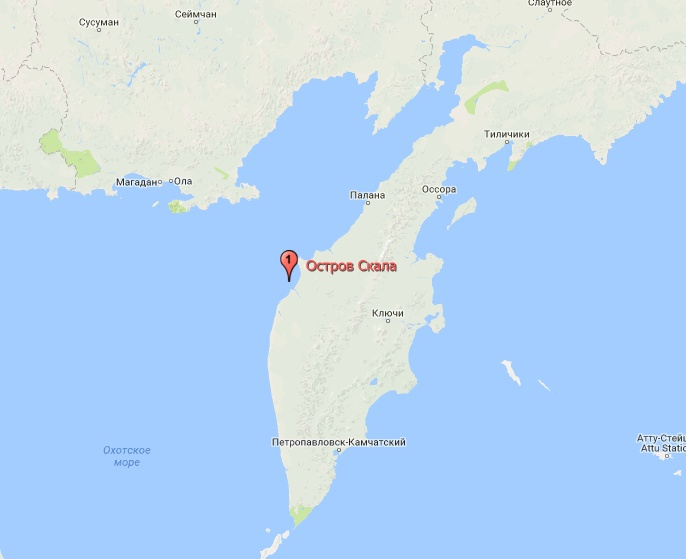 Слаутное
Сеймчан
Сусуман
Тиличики
Магадан
Ола
Палана
Оссора
1
Остров Скала
Ключи
Петропавловск-Камчатский
Охотское
море
Атту-Стейш
Attu Static